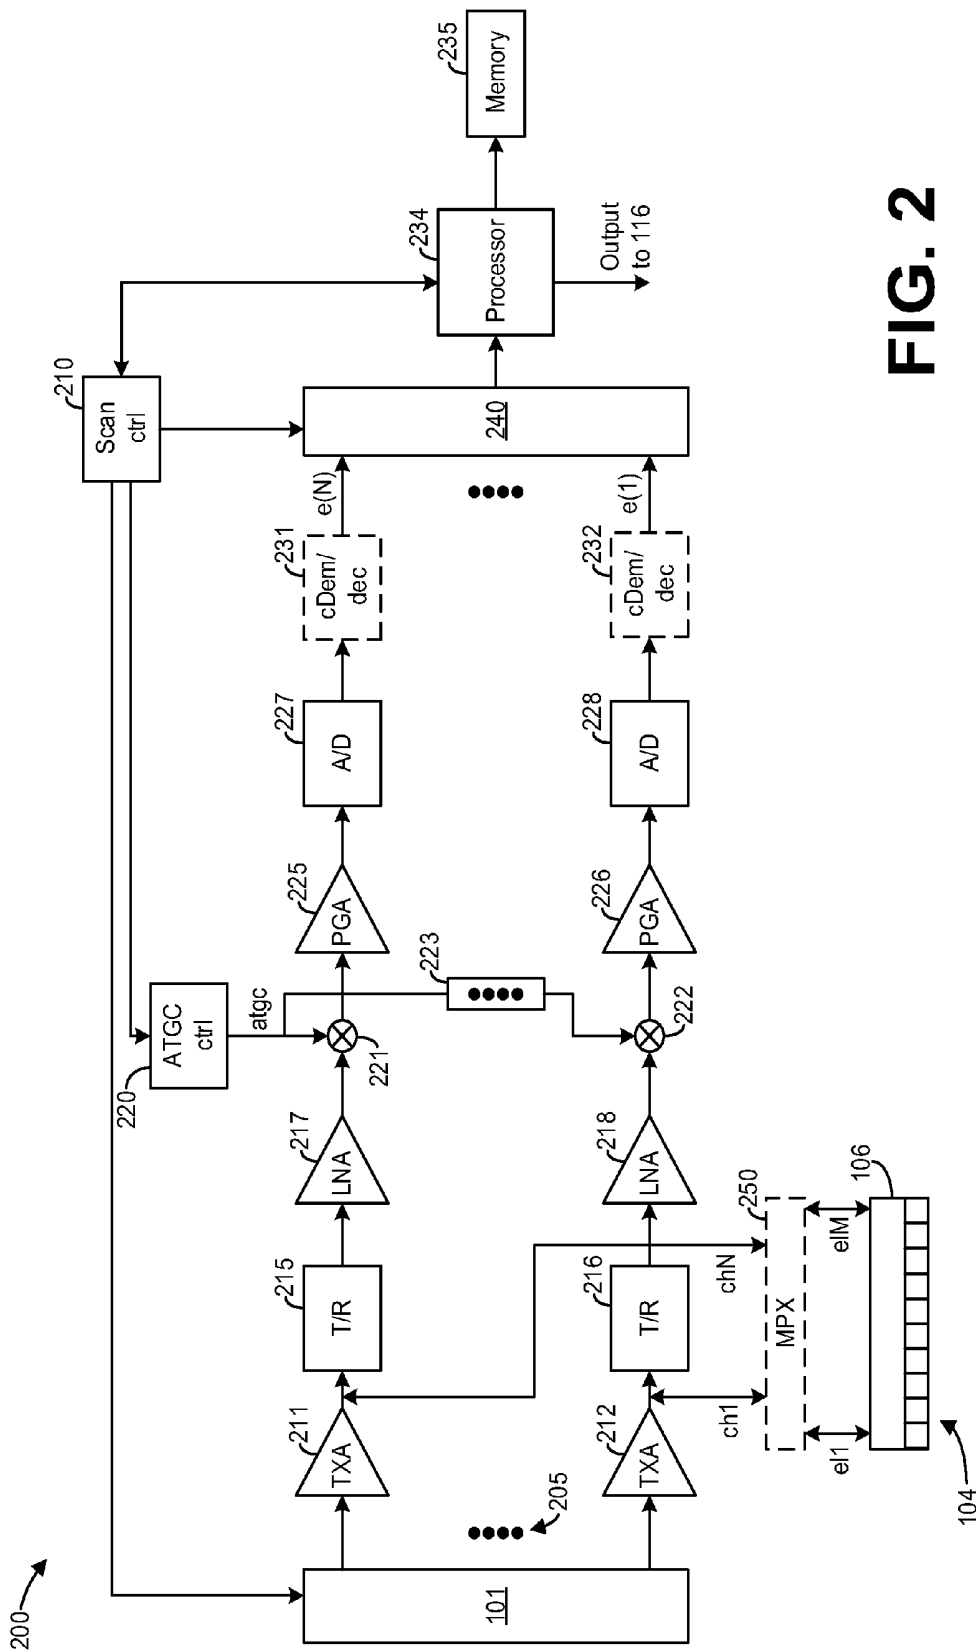 200
210
Scan
ctrl
220
ATGC
ctrl
atgc
101
205
211
TXA
215
T/R
217
LNA
221
225
PGA
227
A/D
231
cDem/
dec
e(N)
223
212
TXA
216
T/R
218
LNA
222
226
PGA
228
A/D
232
cDem/
dec
e(1)
240
234
Processor
235
Memory
Output
to 116
ch1
chN
250
MPX
el1
elM
106
104
FIG. 2